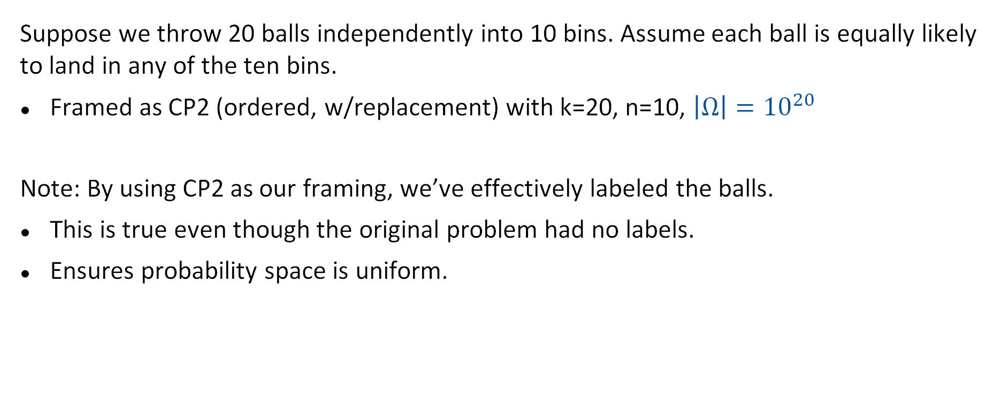 Suppose we throw 20 balls independently into 10 bins. Assume each ball is equally likely
to land in any of the ten bins.
• Framed as CP2 (ordered, w/replacement) with k=20, n=10, |Ω| = 10²⁰
Note: By using CP2 as our framing, we’ve effectively labeled the balls.
• This is true even though the original problem had no labels.
• Ensures probability space is uniform.